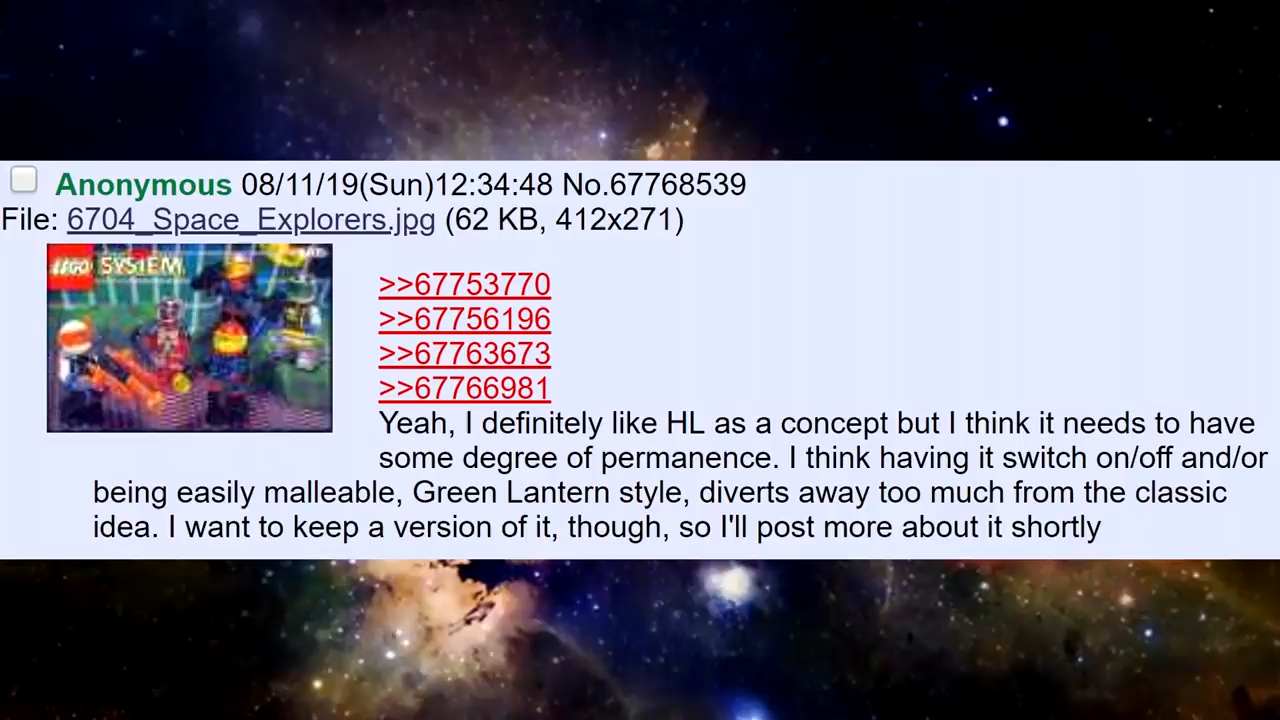 Anonymous 08/11/19(Sun)12:34:48 No.67768539
File: 6704_Space_Explorers.jpg (62 KB, 412x271)
LEGO SYSTEM
>>67753770
>>67756196
>>67763673
>>67766981
Yeah, I definitely like HL as a concept but I think it needs to have
some degree of permanence. I think having it switch on/off and/or
being easily malleable, Green Lantern style, diverts away too much from the classic
idea. I want to keep a version of it, though, so I'll post more about it shortly